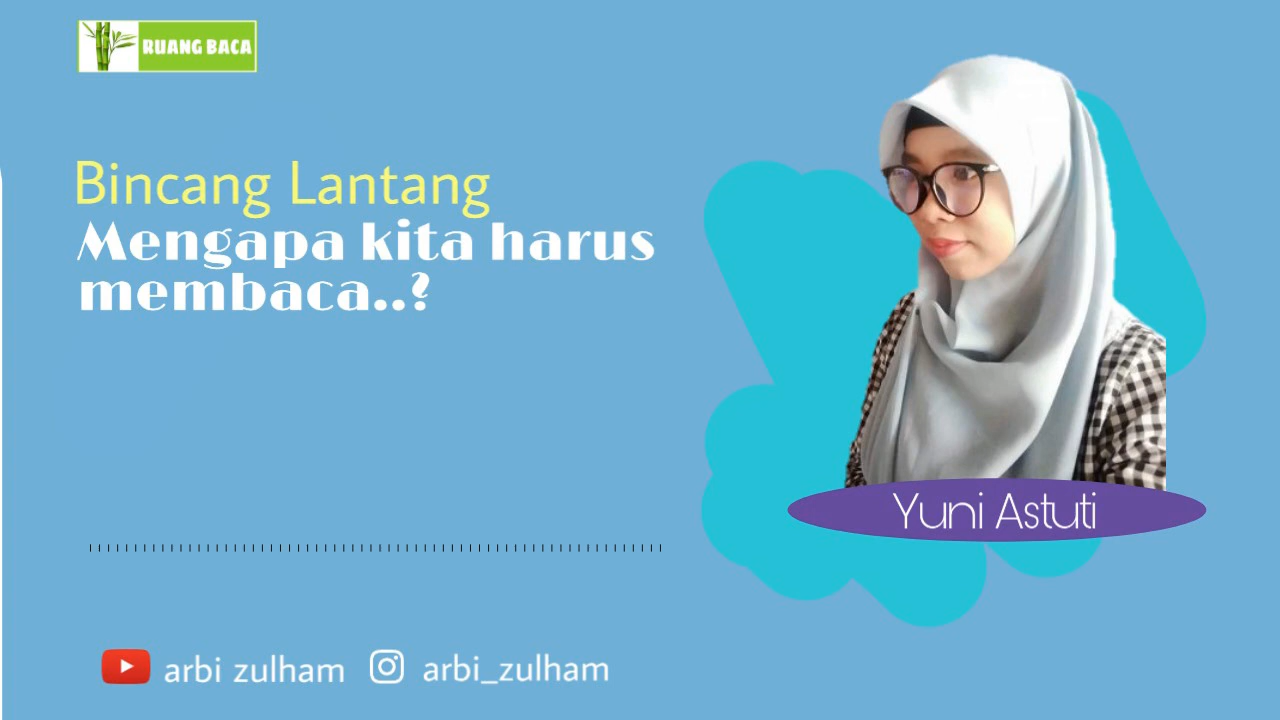 RUANG BACA
Bincang Lantang
Mengapa kita harus
membaca..?
Yuni Astuti
arbi zulham
arbi_zulham